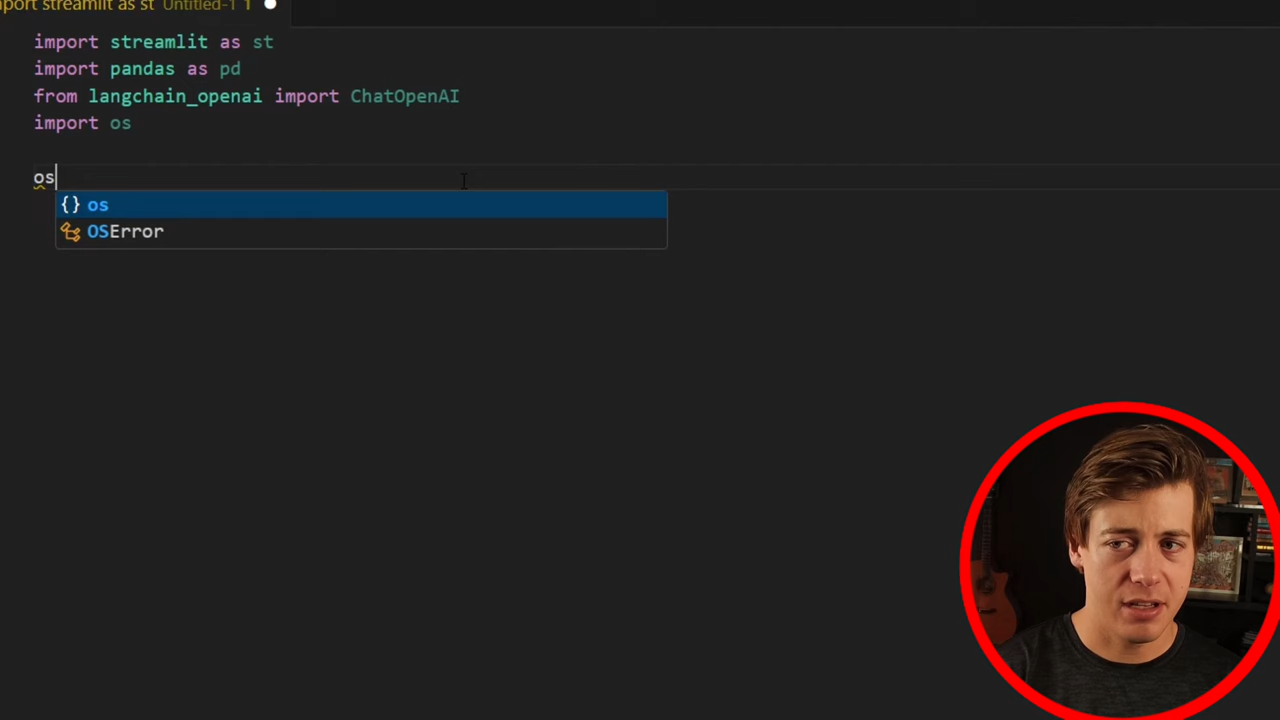 mport streamlit as st Untitled-1 1
import streamlit as st
import pandas as pd
from langchain_openai import ChatOpenAI
import os
os
{} os
OSError